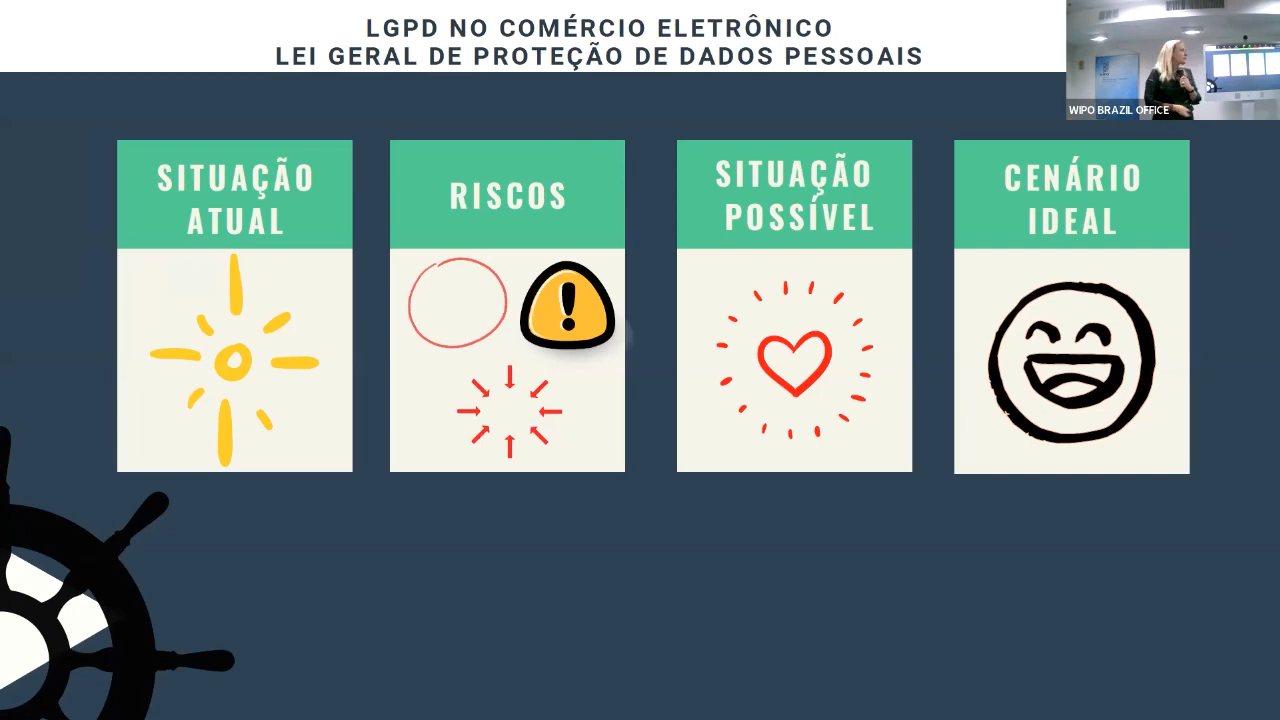 LGPD NO COMÉRCIO ELETRÔNICO
LEI GERAL DE PROTEÇÃO DE DADOS PESSOAIS
WIPO BRAZIL OFFICE
SITUAÇÃO
ATUAL
RISCOS
SITUAÇÃO
POSSÍVEL
CENÁRIO
IDEAL